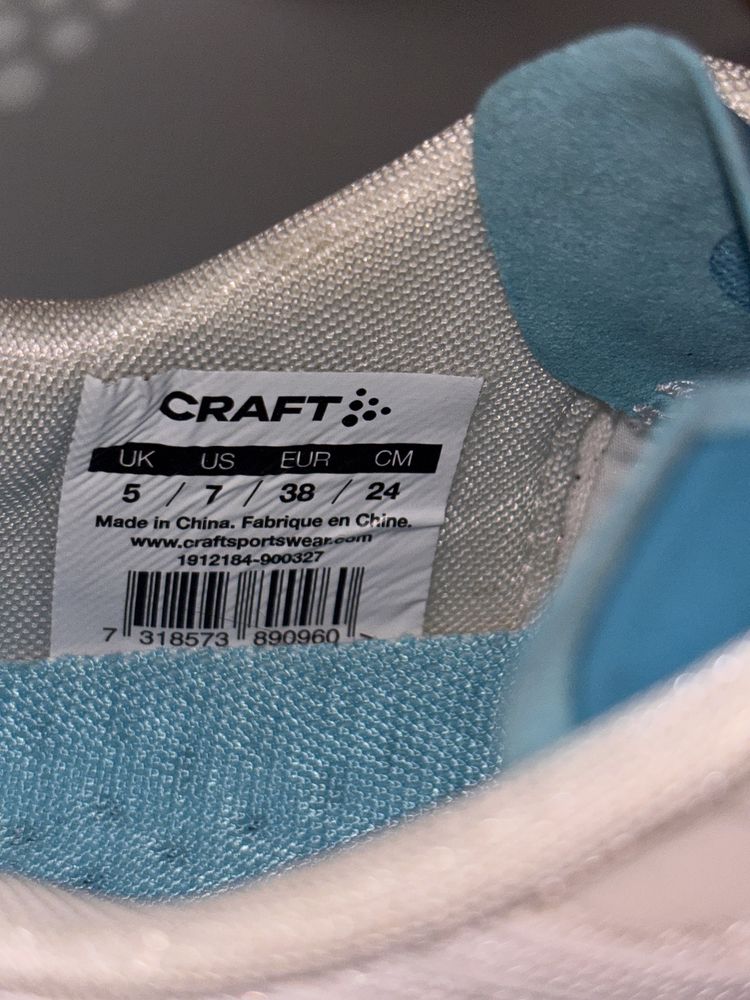 CRAFT
UK US EUR CM
5 / 7 / 38 / 24
Made in China. Fabrique en Chine.
www.craftsportswear.com
1912184-900327
7 318573 890960 >